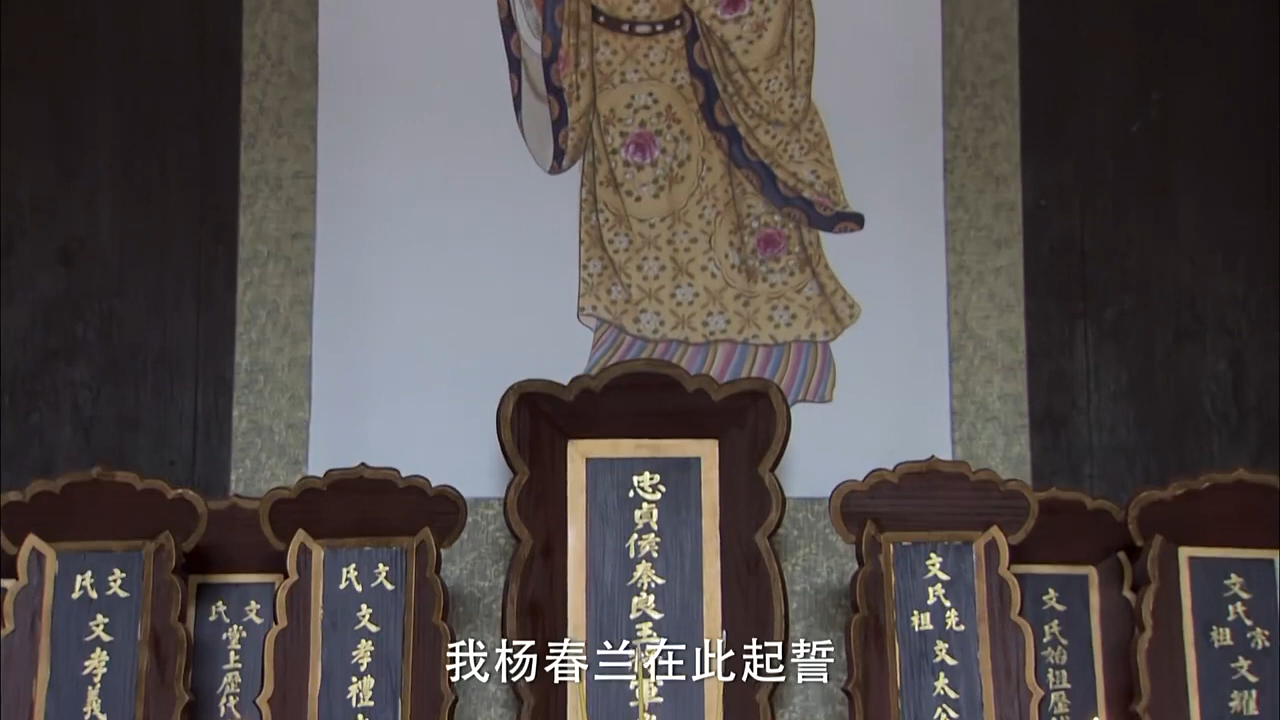 文氏
文孝義
文氏
堂上歷代
文氏
文孝禮
忠貞侯秦良玉
文氏先祖
文太公
文氏始祖歷
文氏宗祖
文耀
我杨春兰在此起誓